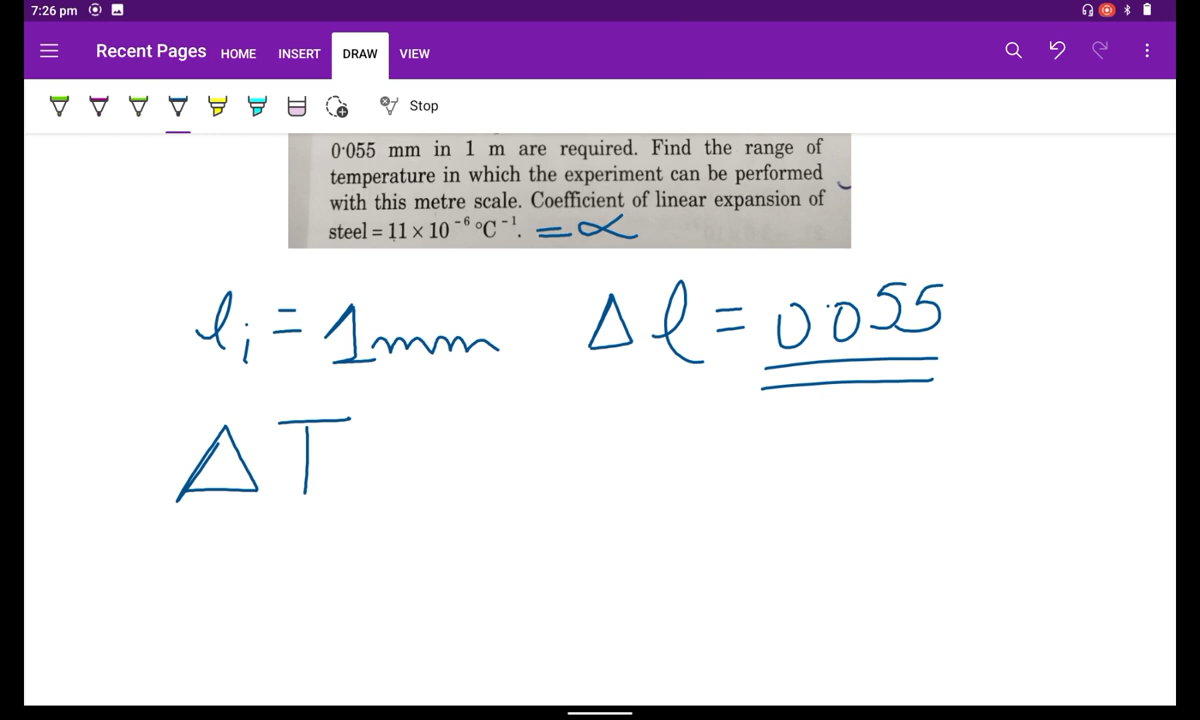 7:26 pm
Recent Pages HOME INSERT DRAW VIEW
Stop
0·055 mm in 1 m are required. Find the range of
temperature in which the experiment can be performed
with this metre scale. Coefficient of linear expansion of
steel = 11 × 10⁻⁶ °C⁻¹. = α
lᵢ = 1mm Δl = 0.055
ΔT